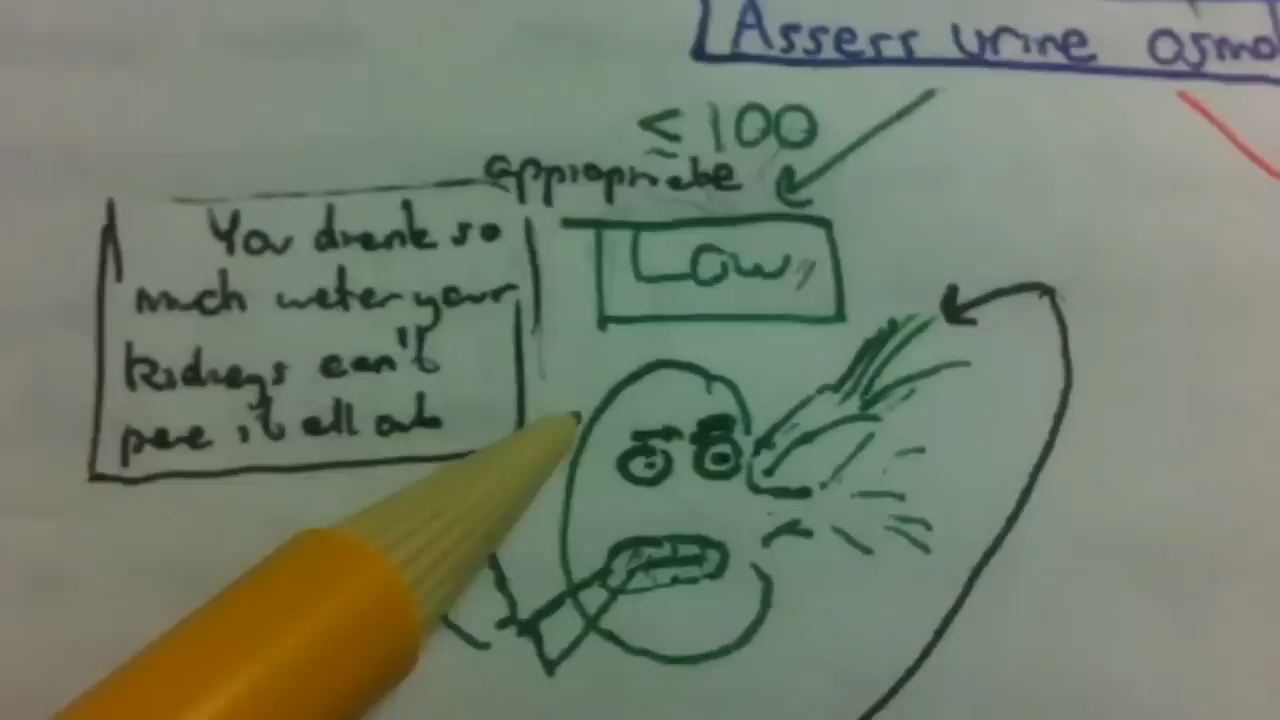 Assess urine osmo
≤ 100
appropriate
Low
You drank so
much water your
kidneys can't
pee it all out